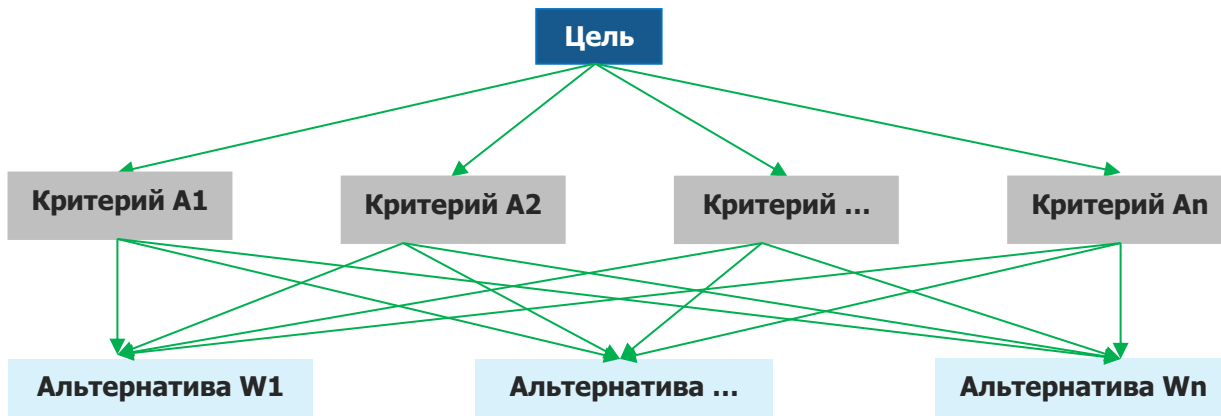 Цель
Критерий А1
Критерий А2
Критерий ...
Критерий Аn
Альтернатива W1
Альтернатива ...
Альтернатива Wn